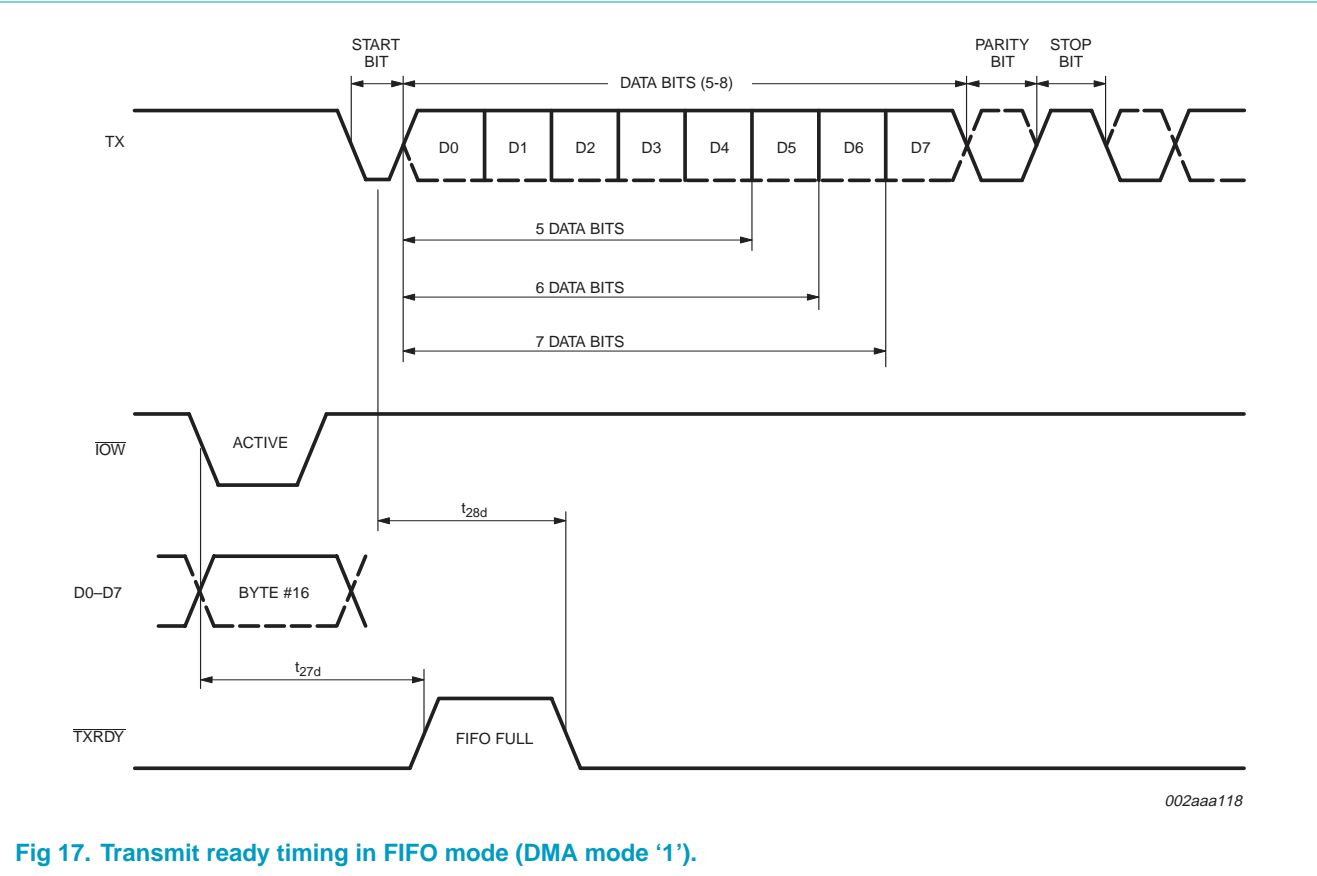 START
BIT
PARITY
BIT
STOP
BIT
DATA BITS (5-8)
TX
D0 D1 D2 D3 D4 D5 D6 D7
5 DATA BITS
6 DATA BITS
7 DATA BITS
IOW
ACTIVE
t28d
D0–D7
BYTE #16
t27d
TXRDY
FIFO FULL
002aaa118
Fig 17. Transmit ready timing in FIFO mode (DMA mode ‘1’).